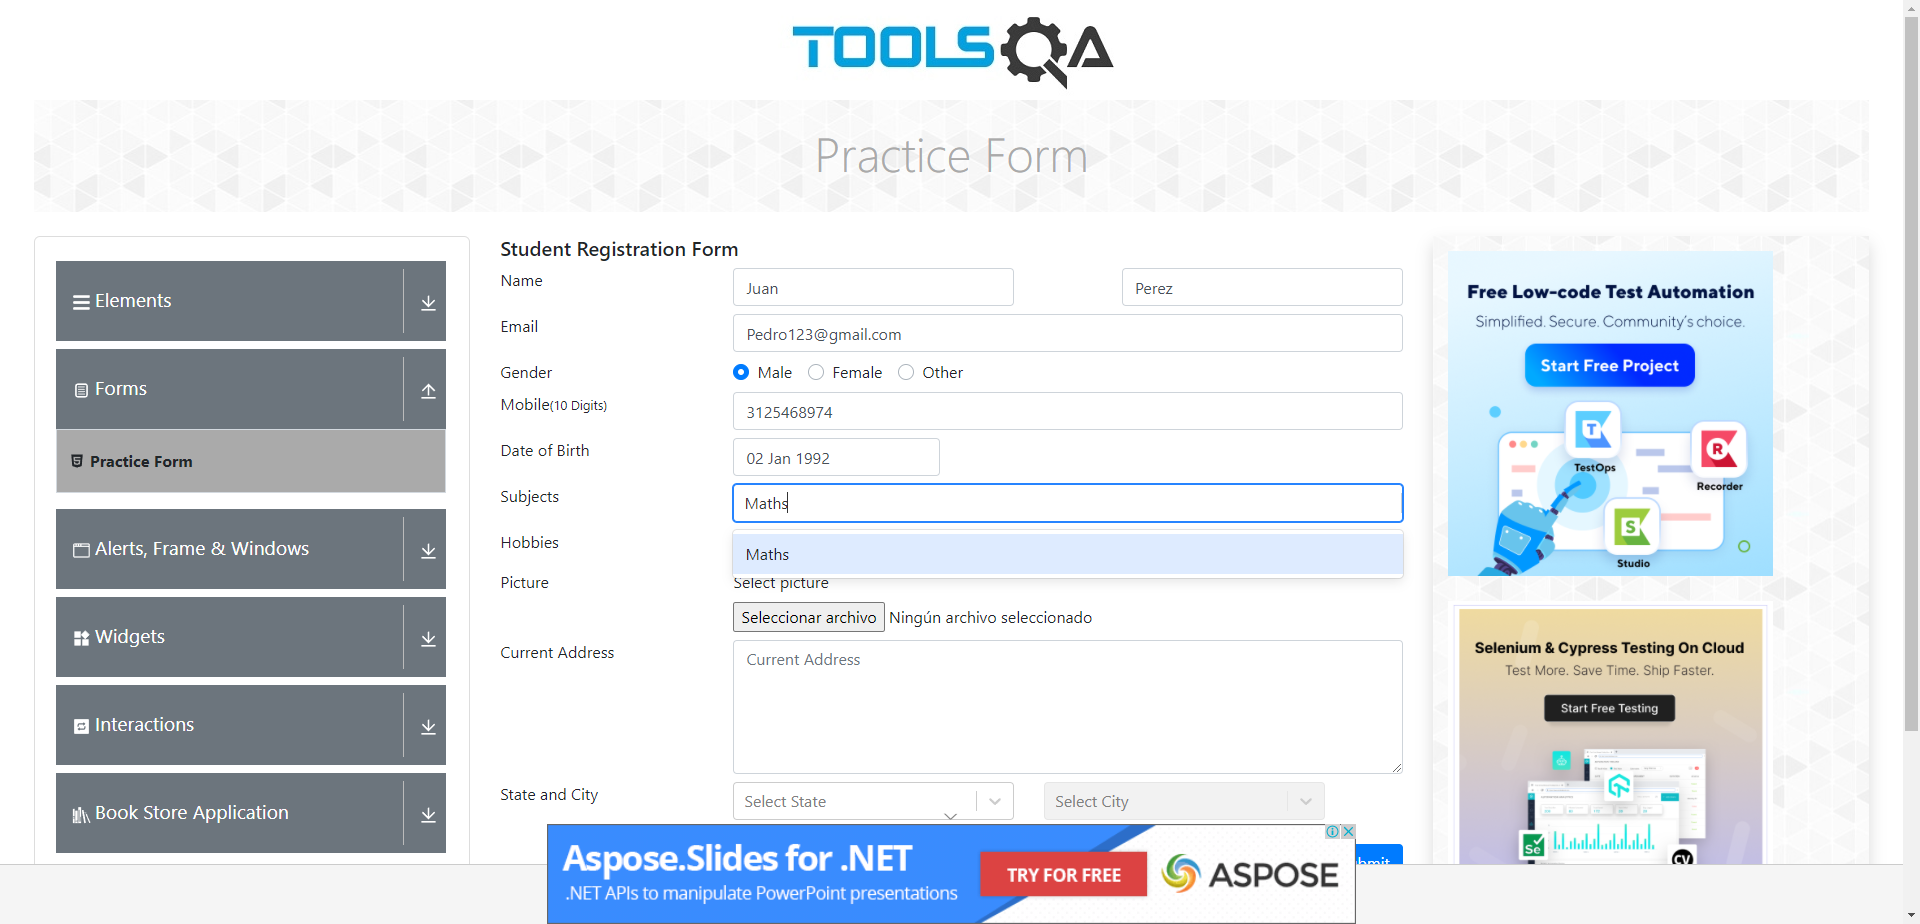 TOOLSQA
Practice Form
Elements
Forms
Practice Form
Alerts, Frame & Windows
Widgets
Interactions
Book Store Application
Student Registration Form
Name
Juan
Perez
Email
Pedro123@gmail.com
Gender
Male
Female
Other
Mobile(10 Digits)
3125468974
Date of Birth
02 Jan 1992
Subjects
Maths
Hobbies
Maths
Picture
Select picture
Seleccionar archivo
Ningún archivo seleccionado
Current Address
Current Address
State and City
Select State
Select City
Free Low-code Test Automation
Simplified. Secure. Community's choice.
Start Free Project
T
TestOps
R
Recorder
S
Studio
Selenium & Cypress Testing On Cloud
Test More. Save Time. Ship Faster.
Start Free Testing
Se
cy
Aspose.Slides for .NET
.NET APIs to manipulate PowerPoint presentations
TRY FOR FREE
ASPOSE